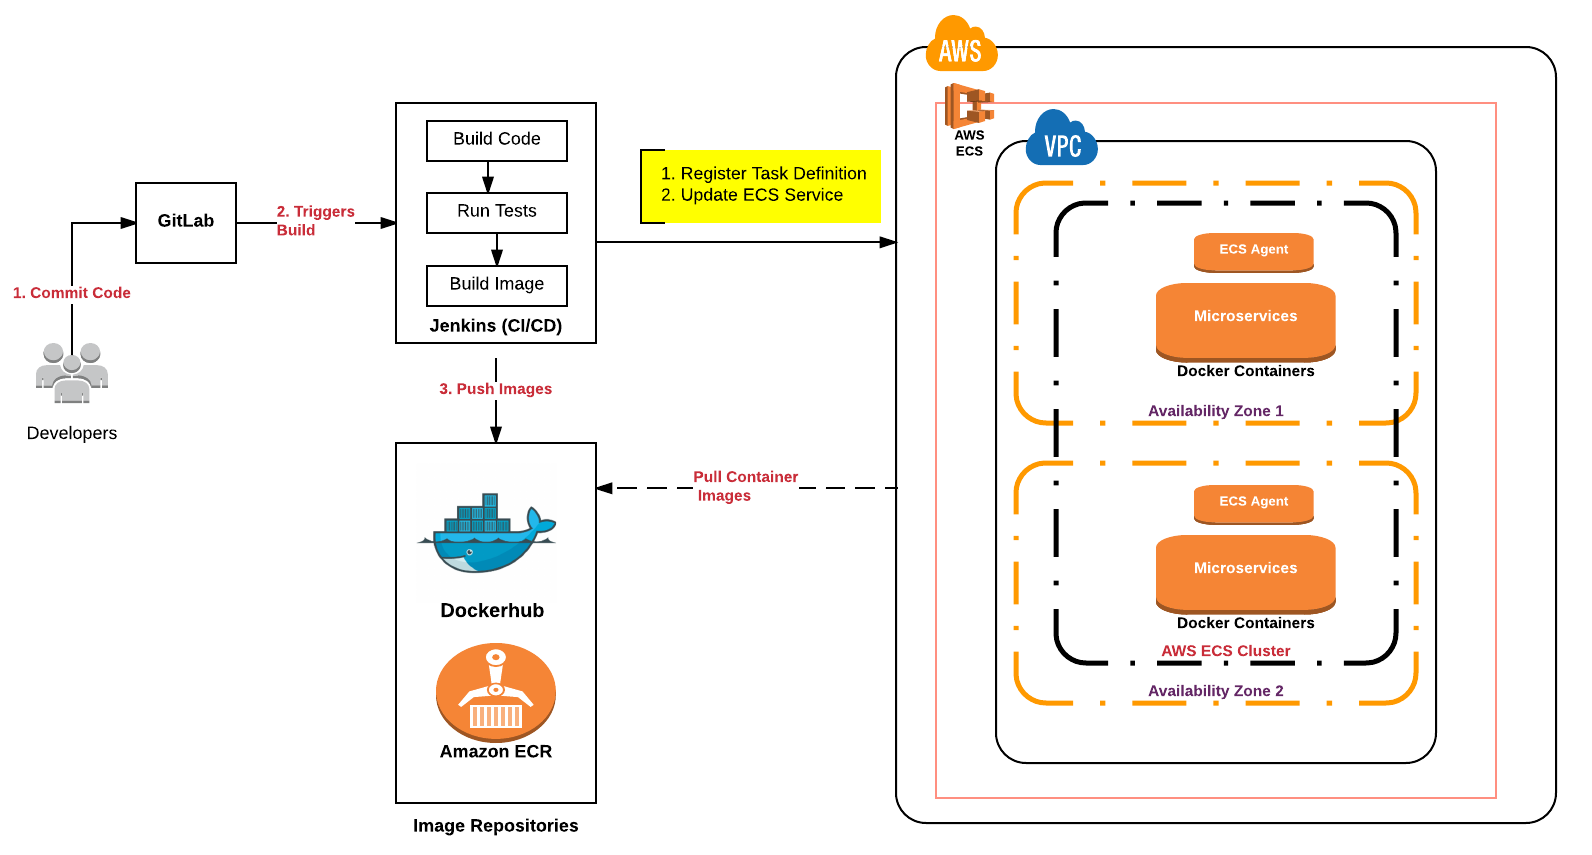 AWS
AWS
ECS
VPC
Build Code
Run Tests
Build Image
Jenkins (CI/CD)
1. Register Task Definition
2. Update ECS Service
GitLab
2. Triggers
Build
1. Commit Code
Developers
3. Push Images
Pull Container
Images
Dockerhub
Amazon ECR
Image Repositories
ECS Agent
Microservices
Docker Containers
Availability Zone 1
ECS Agent
Microservices
Docker Containers
AWS ECS Cluster
Availability Zone 2